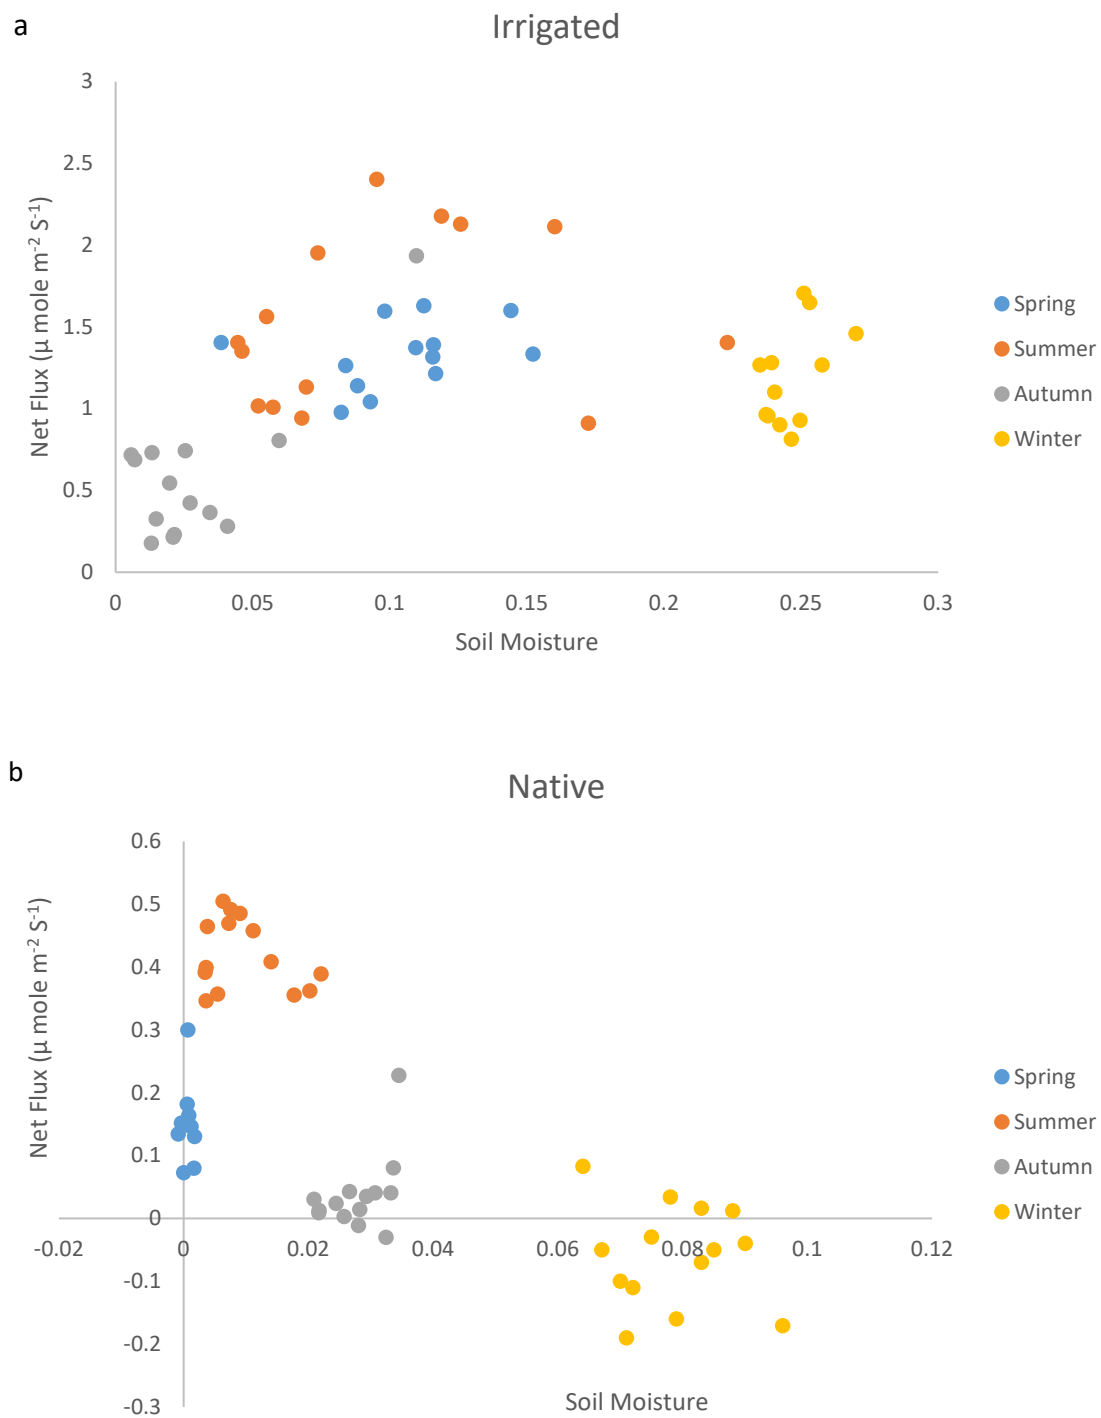 a
Irrigated
3
2.5
2
1.5
1
0.5
0
Net Flux (µ mole m⁻² S⁻¹)
0 0.05 0.1 0.15 0.2 0.25 0.3
Soil Moisture
Spring
Summer
Autumn
Winter
b
Native
0.6
0.5
0.4
0.3
0.2
0.1
0
-0.1
-0.2
-0.3
Net Flux (µ mole m⁻² S⁻¹)
-0.02 0 0.02 0.04 0.06 0.08 0.1 0.12
Soil Moisture
Spring
Summer
Autumn
Winter